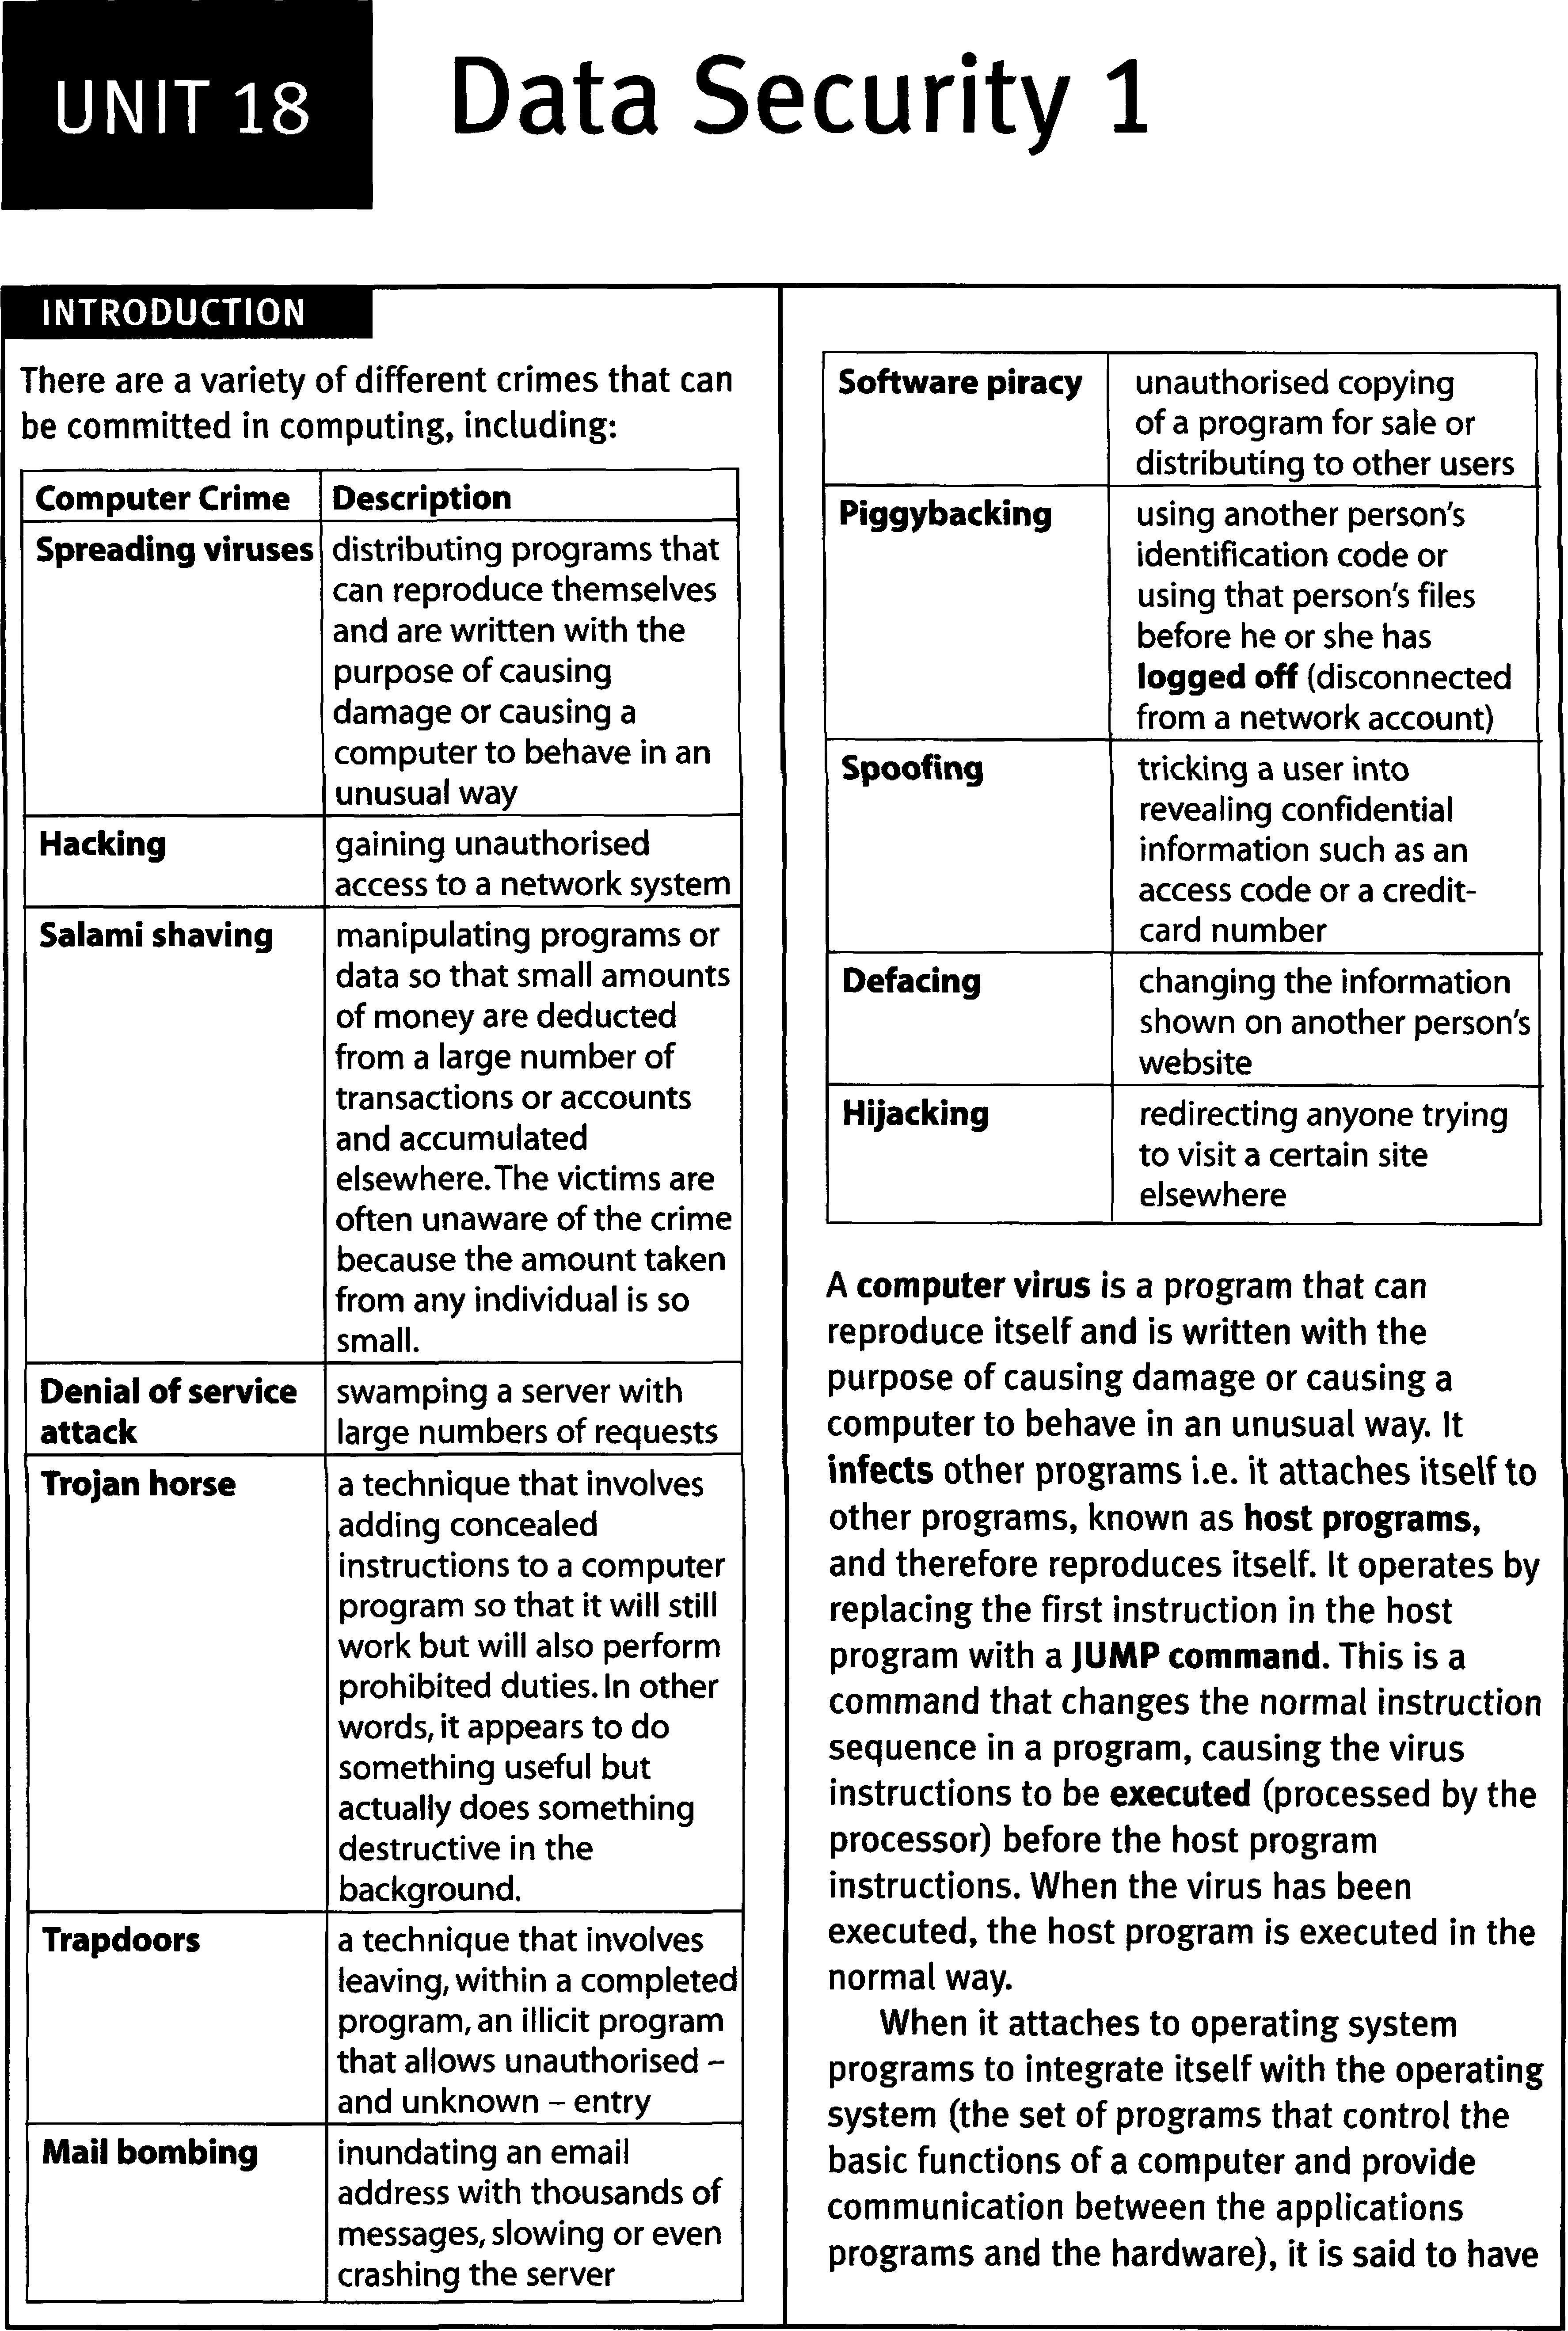 UNIT 18
Data Security 1
INTRODUCTION
There are a variety of different crimes that can
be committed in computing, including:
Computer Crime Description
Spreading viruses distributing programs that
can reproduce themselves
and are written with the
purpose of causing
damage or causing a
computer to behave in an
unusual way
Hacking gaining unauthorised
access to a network system
Salami shaving manipulating programs or
data so that small amounts
of money are deducted
from a large number of
transactions or accounts
and accumulated
elsewhere. The victims are
often unaware of the crime
because the amount taken
from any individual is so
small.
Denial of service swamping a server with
attack large numbers of requests
Trojan horse a technique that involves
adding concealed
instructions to a computer
program so that it will still
work but will also perform
prohibited duties. In other
words, it appears to do
something useful but
actually does something
destructive in the
background.
Trapdoors a technique that involves
leaving, within a completed
program, an illicit program
that allows unauthorised –
and unknown – entry
Mail bombing inundating an email
address with thousands of
messages, slowing or even
crashing the server
Software piracy unauthorised copying
of a program for sale or
distributing to other users
Piggybacking using another person's
identification code or
using that person's files
before he or she has
logged off (disconnected
from a network account)
Spoofing tricking a user into
revealing confidential
information such as an
access code or a credit-
card number
Defacing changing the information
shown on another person's
website
Hijacking redirecting anyone trying
to visit a certain site
elsewhere
A computer virus is a program that can
reproduce itself and is written with the
purpose of causing damage or causing a
computer to behave in an unusual way. It
infects other programs i.e. it attaches itself to
other programs, known as host programs,
and therefore reproduces itself. It operates by
replacing the first instruction in the host
program with a JUMP command. This is a
command that changes the normal instruction
sequence in a program, causing the virus
instructions to be executed (processed by the
processor) before the host program
instructions. When the virus has been
executed, the host program is executed in the
normal way.
When it attaches to operating system
programs to integrate itself with the operating
system (the set of programs that control the
basic functions of a computer and provide
communication between the applications
programs and the hardware), it is said to have